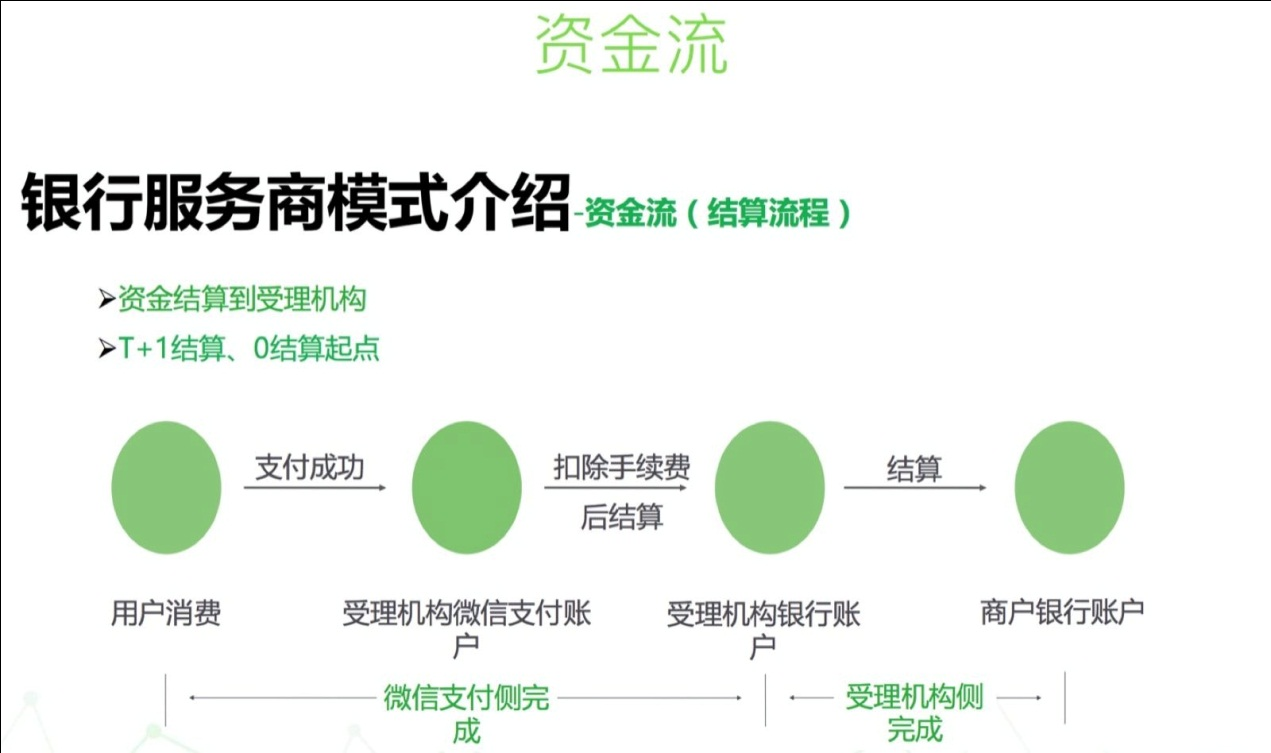 资金流
银行服务商模式介绍-资金流（结算流程）
➢资金结算到受理机构
➢T+1结算、0结算起点
支付成功
扣除手续费
后结算
结算
用户消费
受理机构微信支付账
户
受理机构银行账
户
商户银行账户
微信支付侧完
成
受理机构侧
完成